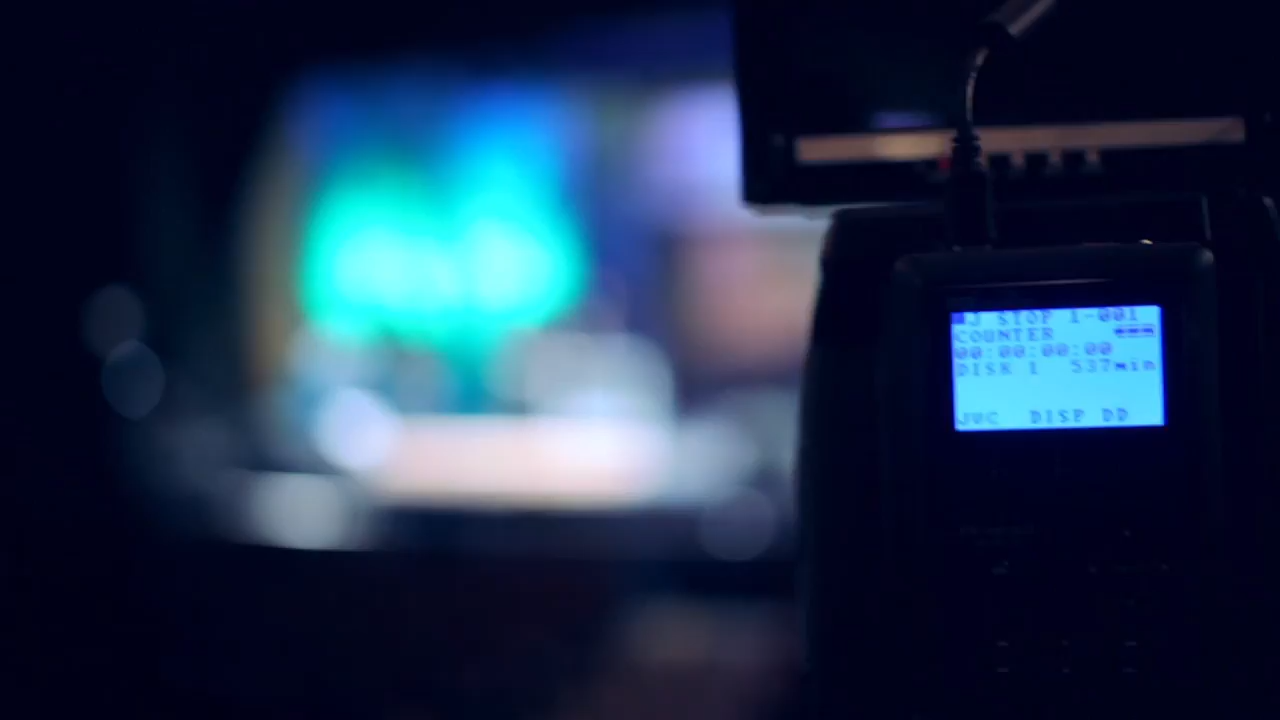 STOP 1-001
COUNTER
00:00:00:00
DISK 1 537min
DISP DD